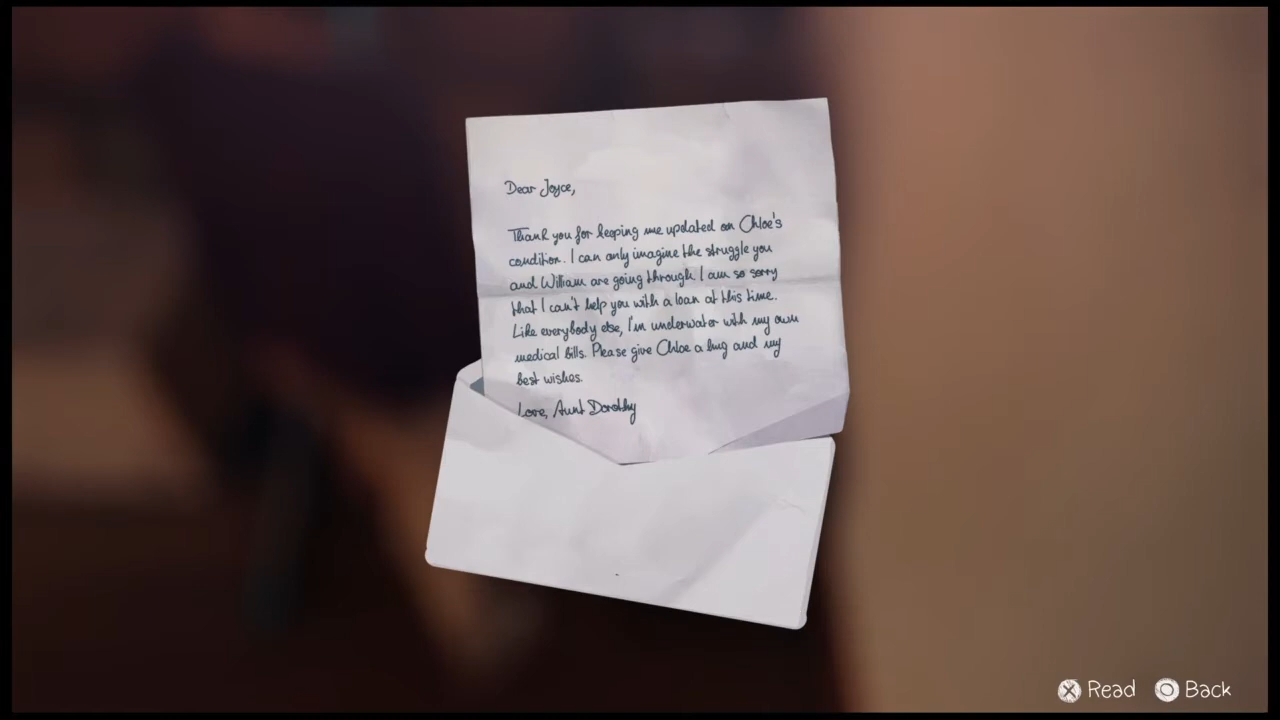 Dear Joyce,
Thank you for keeping me updated on Chloe's
condition. I can only imagine the struggle you
and William are going through. I am so sorry
that I can't help you with a loan at this time.
Like everybody else, I'm underwater with my own
medical bills. Please give Chloe a hug and my
best wishes.
Love, Aunt Dorothy
Read Back